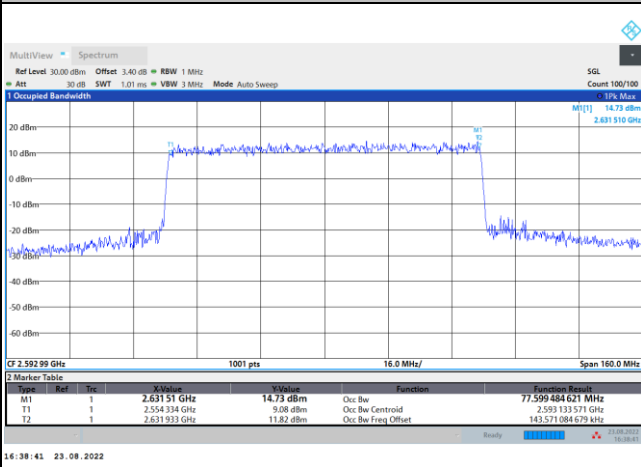 MultiView Spectrum
Ref Level 30.00 dBm Offset 3.40 dB RBW 1 MHz SGL
Att 30 dB SWT 1.01 ms VBW 3 MHz Mode Auto Sweep Count 100/100
1 Occupied Bandwidth 1Pk Max
M1[1] 14.73 dBm
2.631 510 GHz
M1
T1 T2
20 dBm
10 dBm
0 dBm
-10 dBm
-20 dBm
-30 dBm
-40 dBm
-50 dBm
-60 dBm
CF 2.592 99 GHz 1001 pts 16.0 MHz/ Span 160.0 MHz
2 Marker Table
Type Ref Trc X-Value Y-Value Function Function Result
M1 1 2.631 51 GHz 14.73 dBm Occ Bw 77.599 484 621 MHz
T1 1 2.554 334 GHz 9.08 dBm Occ Bw Centroid 2.593 133 571 GHz
T2 1 2.631 933 GHz 11.82 dBm Occ Bw Freq Offset 143.571 084 679 kHz
Ready 23.08.2022
16:38:41
16:38:41 23.08.2022